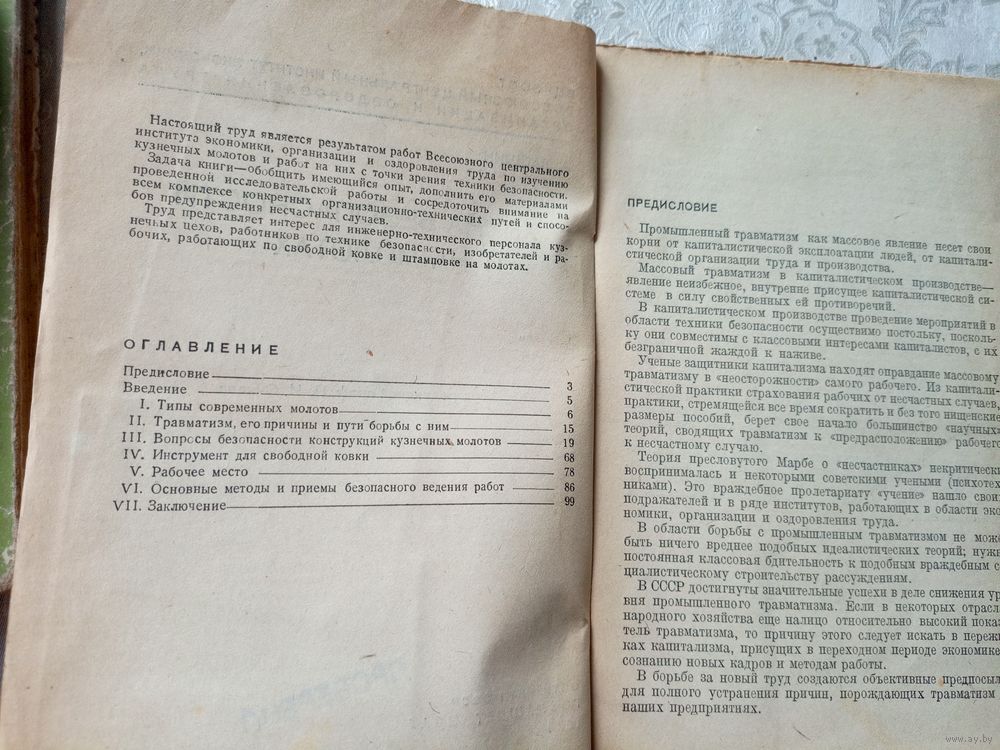 Настоящий труд является результатом работ Всесоюзного центрального
института экономики, организации и оздоровления труда по изучению
кузнечных молотов и работ на них с точки зрения техники безопасности.
Задача книги—обобщить имеющийся опыт, дополнить его материалами
проведенной исследовательской работы и сосредоточить внимание на
всем комплексе конкретных организационно-технических путей и спосо-
бов предупреждения несчастных случаев.
Труд представляет интерес для инженерно-технического персонала куз-
нечных цехов, работников по технике безопасности, изобретателей и ра-
бочих, работающих по свободной ковке и штамповке на молотах.
ОГЛАВЛЕНИЕ
Предисловие 3
Введение 5
I. Типы современных молотов 6
II. Травматизм, его причины и пути борьбы с ним 15
III. Вопросы безопасности конструкций кузнечных молотов 19
IV. Инструмент для свободной ковки 68
V. Рабочее место 78
VI. Основные методы и приемы безопасного ведения работ 86
VII. Заключение 99
ПРЕДИСЛОВИЕ
Промышленный травматизм как массовое явление несет свои
корни от капиталистической эксплоатации людей, от капитали-
стической организации труда и производства.
Массовый травматизм в капиталистическом производстве—
явление неизбежное, внутренне присущее капиталистической си-
стеме в силу свойственных ей противоречий.
В капиталистическом производстве проведение мероприятий в
области техники безопасности осуществимо постольку, посколь-
ку они совместимы с классовыми интересами капиталистов, с их
безграничной жаждой к наживе.
Ученые защитники капитализма находят оправдание массовому
травматизму в «неосторожности» самого рабочего. Из капитали-
стической практики страхования рабочих от несчастных случаев,
практики, стремящейся все время сократить и без того нищенские
размеры пособий, берет свое начало большинство «научных»
теорий, сводящих травматизм к «предрасположению» рабочего
к несчастному случаю.
Теория пресловутого Марбе о «несчастниках» некритически
воспринималась и некоторыми советскими учеными (психотех
никами). Это враждебное пролетариату «учение» нашло свои
подражателей и в ряде институтов, работающих в области эко
номики, организации и оздоровления труда.
В области борьбы с промышленным травматизмом не може
быть ничего вреднее подобных идеалистических теорий; нужн
постоянная классовая бдительность к подобным враждебным с
циалистическому строительству рассуждениям.
В СССР достигнуты значительные успехи в деле снижения ур
вня промышленного травматизма. Если в некоторых отрасл
народного хозяйства еще налицо относительно высокий показ
тель травматизма, то причину этого следует искать в пережи
ках капитализма, присущих в переходном периоде экономике
сознанию новых кадров и методам работы.
В борьбе за новый труд создаются объективные предпосыл
для полного устранения причин, порождающих травматизм
наших предприятиях.
www.ay.by